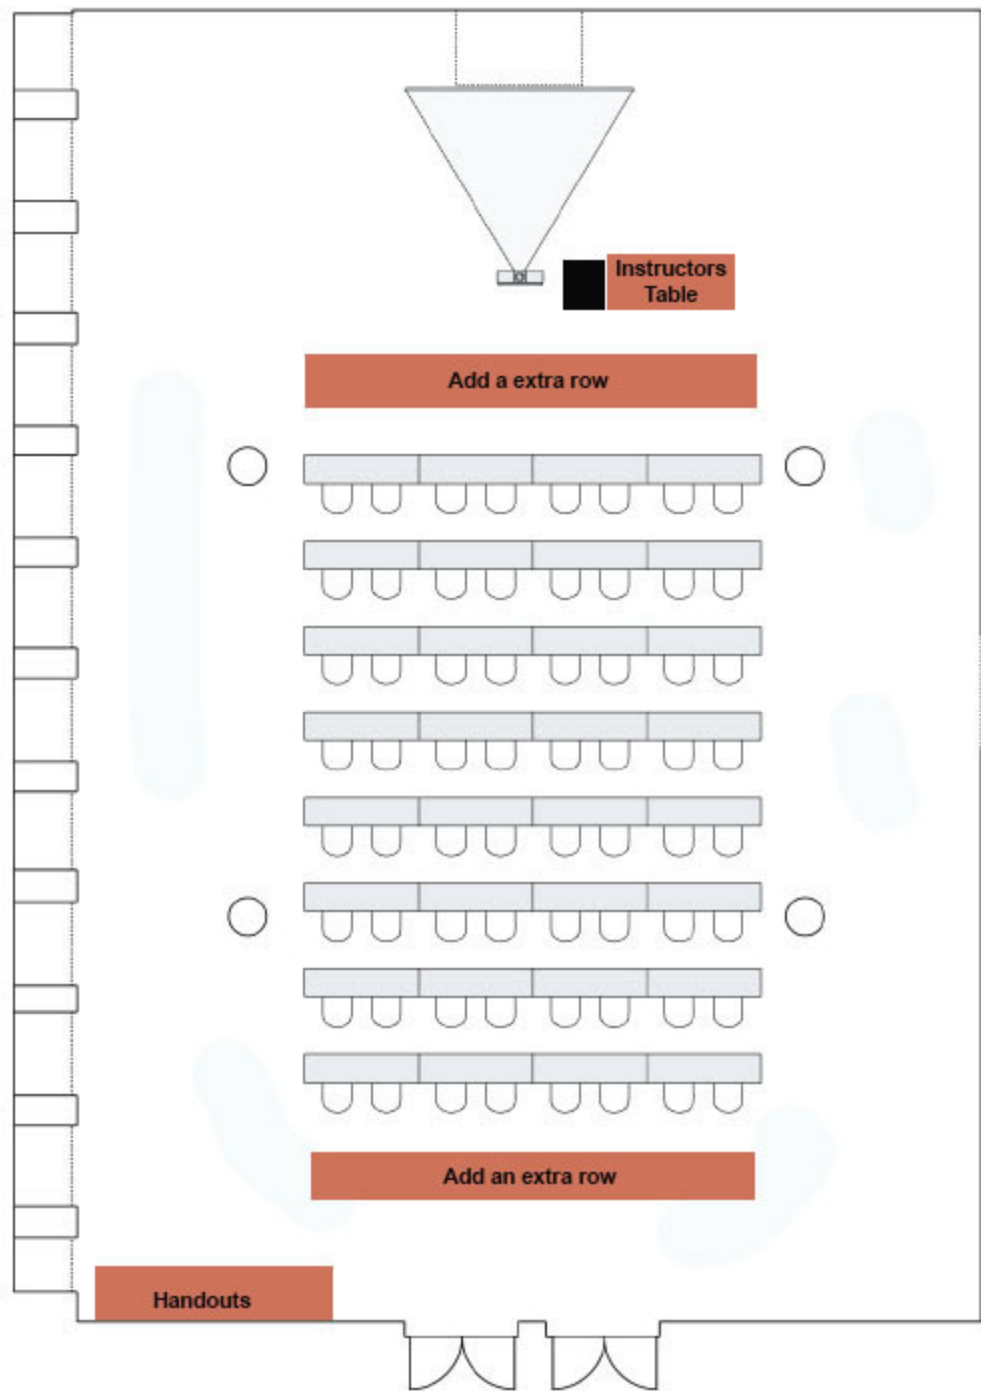 Instructors
Table
Add a extra row
Add an extra row
Handouts